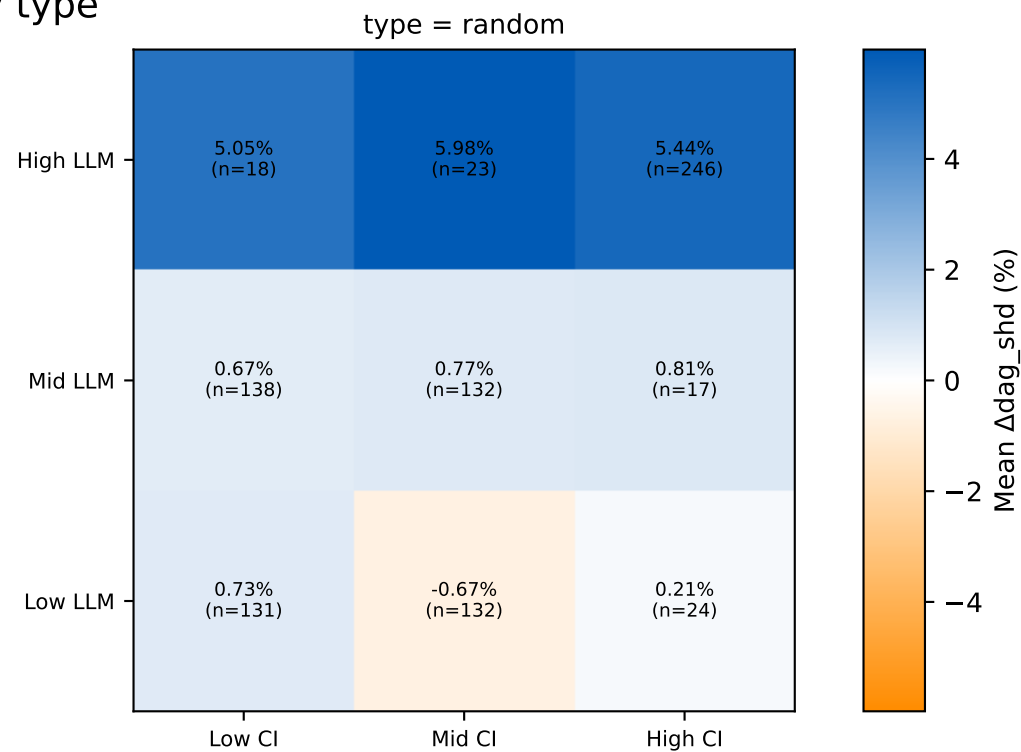 type
type = random
High LLM
5.05%
(n=18)
5.98%
(n=23)
5.44%
(n=246)
Mid LLM
0.67%
(n=138)
0.77%
(n=132)
0.81%
(n=17)
Low LLM
0.73%
(n=131)
-0.67%
(n=132)
0.21%
(n=24)
Low CI
Mid CI
High CI
4
2
0
−2
−4
Mean Δdag_shd (%)